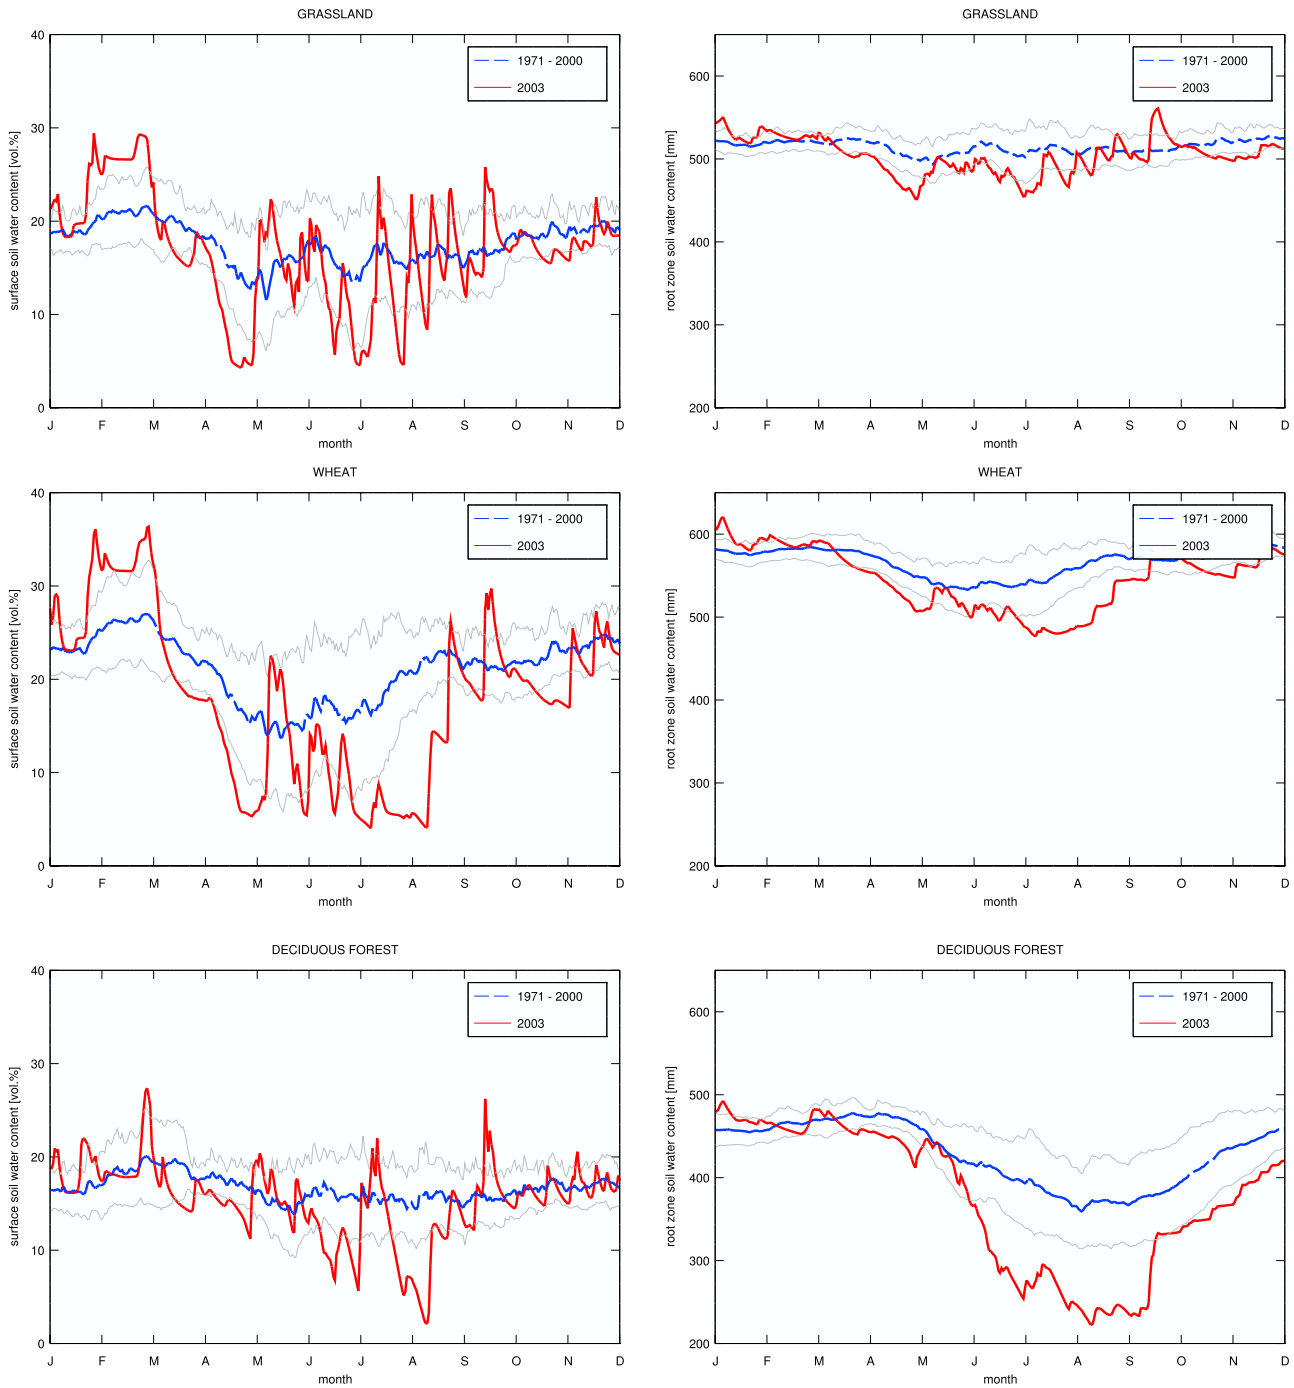 GRASSLAND
40
30
20
10
0
surface soil water content [vol.%]
1971 - 2000
2003
J F M A M J J A S O N D
month
GRASSLAND
600
500
400
300
200
root zone soil water content [mm]
1971 - 2000
2003
J F M A M J J A S O N D
month
WHEAT
40
30
20
10
0
surface soil water content [vol.%]
1971 - 2000
2003
J F M A M J J A S O N D
month
WHEAT
600
500
400
300
200
root zone soil water content [mm]
1971 - 2000
2003
J F M A M J J A S O N D
month
DECIDUOUS FOREST
40
30
20
10
0
surface soil water content [vol.%]
1971 - 2000
2003
J F M A M J J A S O N D
month
DECIDUOUS FOREST
600
500
400
300
200
root zone soil water content [mm]
1971 - 2000
2003
J F M A M J J A S O N D
month